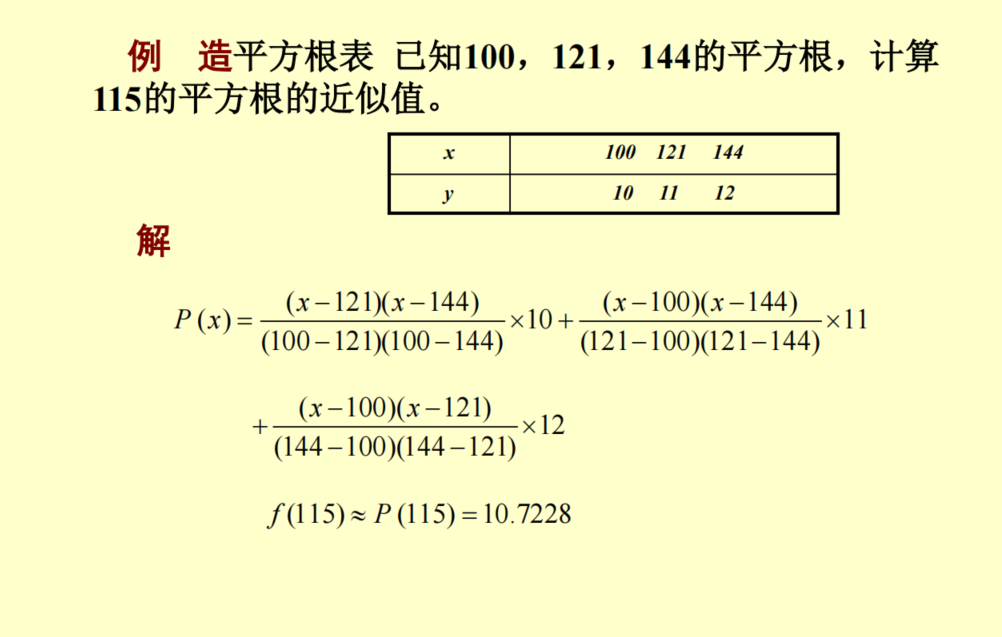 例 造平方根表 已知100，121，144的平方根，计算
115的平方根的近似值。
x 100 121 144
y 10 11 12
解
P(x)=\frac{(x-121)(x-144)}{(100-121)(100-144)}×10+\frac{(x-100)(x-144)}{(121-100)(121-144)}×11
+\frac{(x-100)(x-121)}{(144-100)(144-121)}×12
f(115)≈P(115)=10.7228